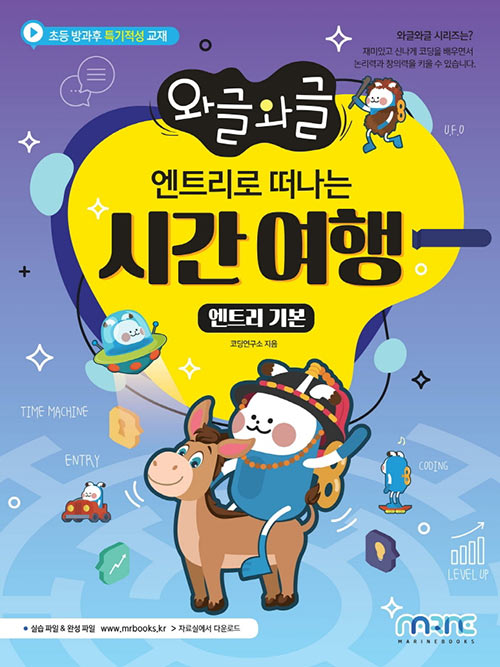 초등 방과후 특기적성 교재
와글와글 시리즈는?
재미있고 신나게 코딩을 배우면서
논리력과 창의력을 키울 수 있습니다.
와글와글
U.F.O
엔트리로 떠나는
시간 여행
엔트리 기본
코딩연구소 지음
TIME MACHINE
ENTRY
CODING
LEVEL UP
• 실습 파일 & 완성 파일 www.mrbooks.kr > 자료실에서 다운로드
MARINE
MARINEBOOKS